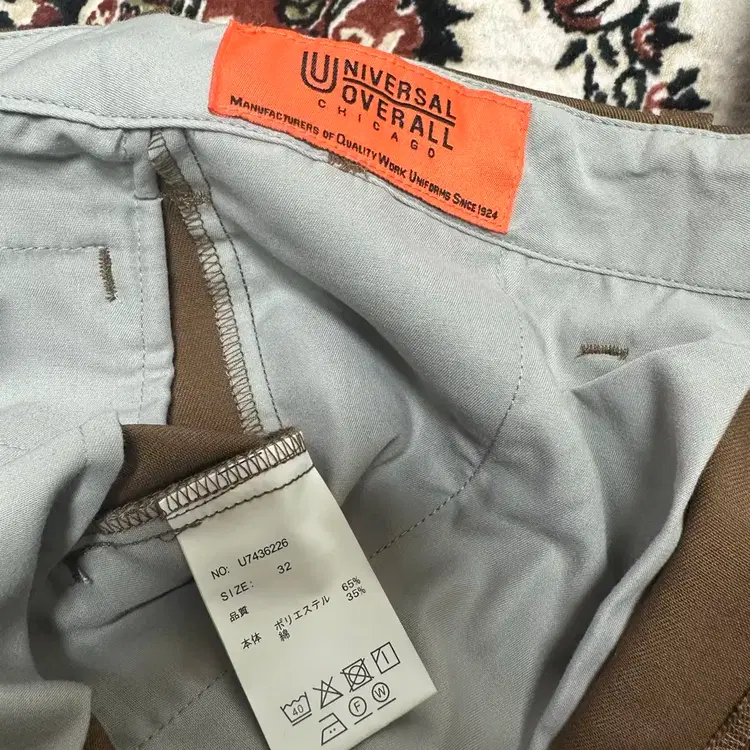 UNIVERSAL
OVERALL
CHICAGO
MANUFACTURERS OF QUALITY WORK UNIFORMS SINCE 1924
NO: U7436226
SIZE: 32
品質
本体 ポリエステル 65%
綿 35%
40
F W